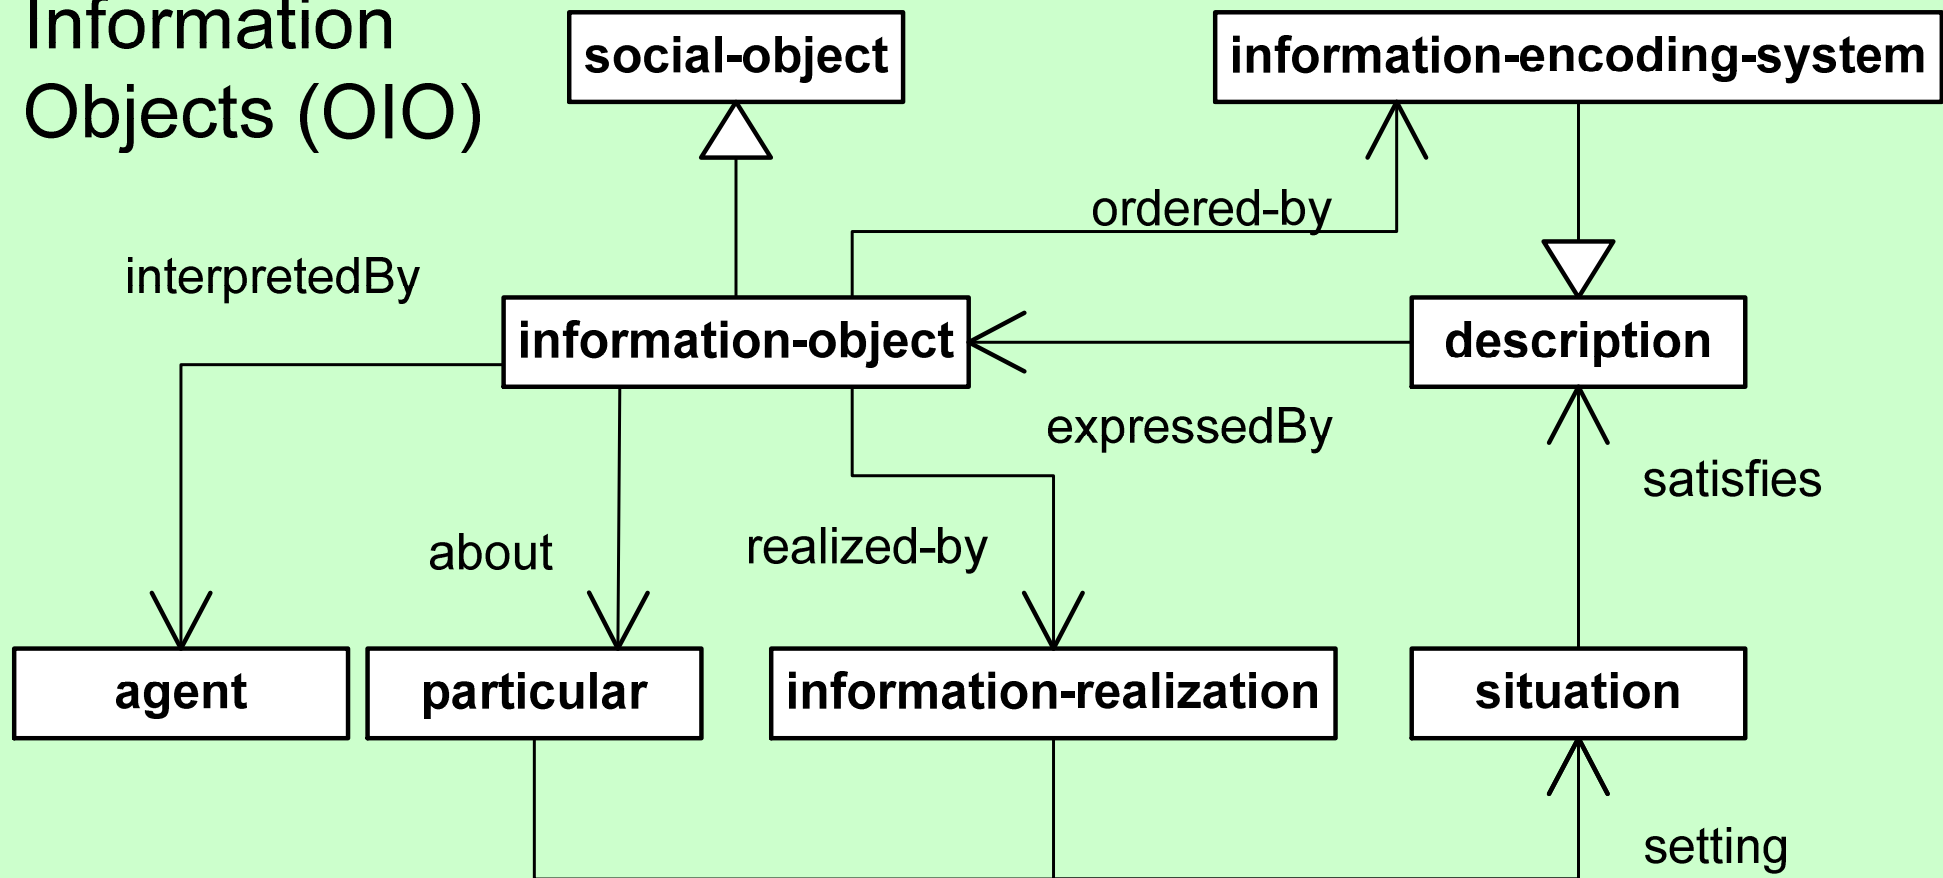 Information
Objects (OIO)
social-object
information-encoding-system
ordered-by
interpretedBy
information-object
description
expressedBy
satisfies
about
realized-by
agent
particular
information-realization
situation
setting